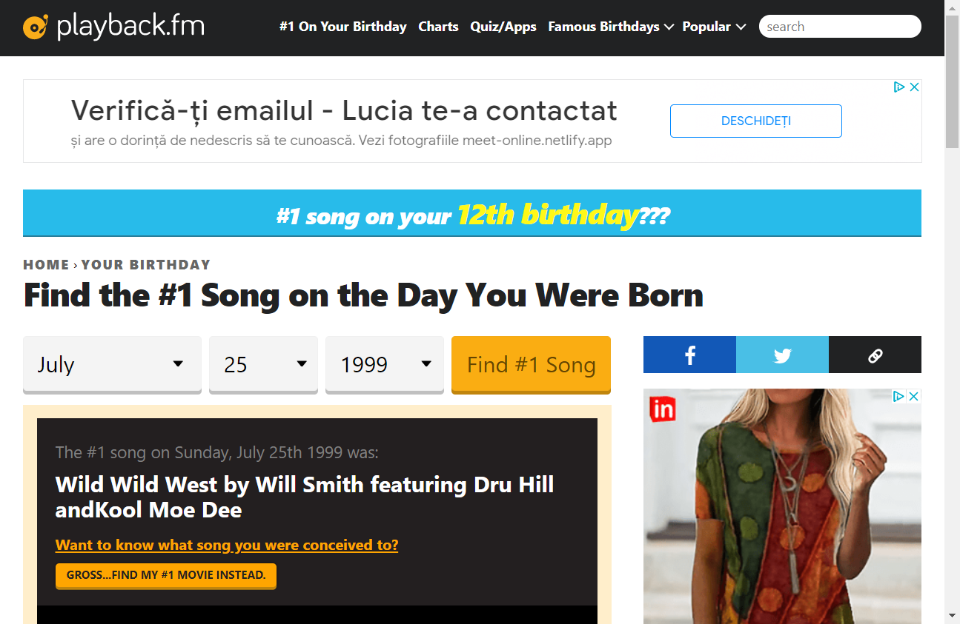 playback.fm
#1 On Your Birthday Charts Quiz/Apps Famous Birthdays Popular search
Verifică-ți emailul - Lucia te-a contactat
și are o dorință de nedescris să te cunoască. Vezi fotografiile meet-online.netlify.app
DESCHIDEȚI
#1 song on your 12th birthday???
HOME › YOUR BIRTHDAY
Find the #1 Song on the Day You Were Born
July 25 1999 Find #1 Song
The #1 song on Sunday, July 25th 1999 was:
Wild Wild West by Will Smith featuring Dru Hill
andKool Moe Dee
Want to know what song you were conceived to?
GROSS...FIND MY #1 MOVIE INSTEAD.
in